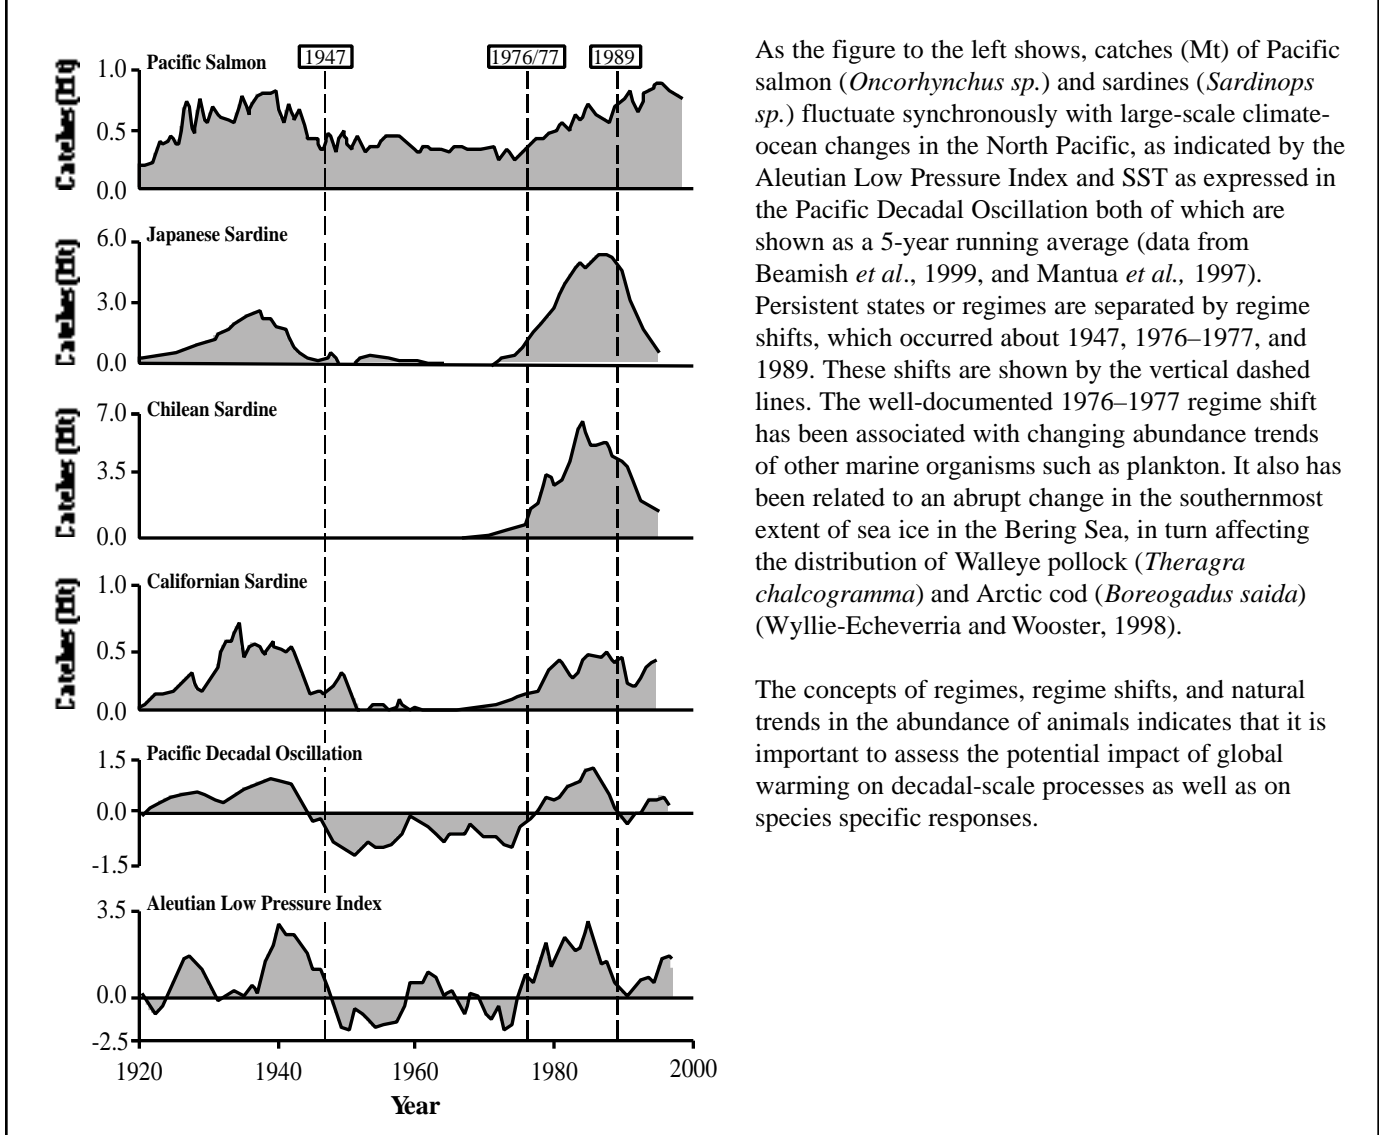 1947
1976/77
1989
Pacific Salmon
Catches (Mt)
1.0
0.5
0.0
Japanese Sardine
Catches (Mt)
6.0
3.0
0.0
Chilean Sardine
Catches (Mt)
7.0
3.5
0.0
Californian Sardine
Catches (Mt)
1.0
0.5
0.0
Pacific Decadal Oscillation
1.5
0.0
-1.5
Aleutian Low Pressure Index
3.5
0.0
-2.5
1920 1940 1960 1980 2000
Year
As the figure to the left shows, catches (Mt) of Pacific
salmon (Oncorhynchus sp.) and sardines (Sardinops
sp.) fluctuate synchronously with large-scale climate-
ocean changes in the North Pacific, as indicated by the
Aleutian Low Pressure Index and SST as expressed in
the Pacific Decadal Oscillation both of which are
shown as a 5-year running average (data from
Beamish et al., 1999, and Mantua et al., 1997).
Persistent states or regimes are separated by regime
shifts, which occurred about 1947, 1976–1977, and
1989. These shifts are shown by the vertical dashed
lines. The well-documented 1976–1977 regime shift
has been associated with changing abundance trends
of other marine organisms such as plankton. It also has
been related to an abrupt change in the southernmost
extent of sea ice in the Bering Sea, in turn affecting
the distribution of Walleye pollock (Theragra
chalcogramma) and Arctic cod (Boreogadus saida)
(Wyllie-Echeverria and Wooster, 1998).
The concepts of regimes, regime shifts, and natural
trends in the abundance of animals indicates that it is
important to assess the potential impact of global
warming on decadal-scale processes as well as on
species specific responses.